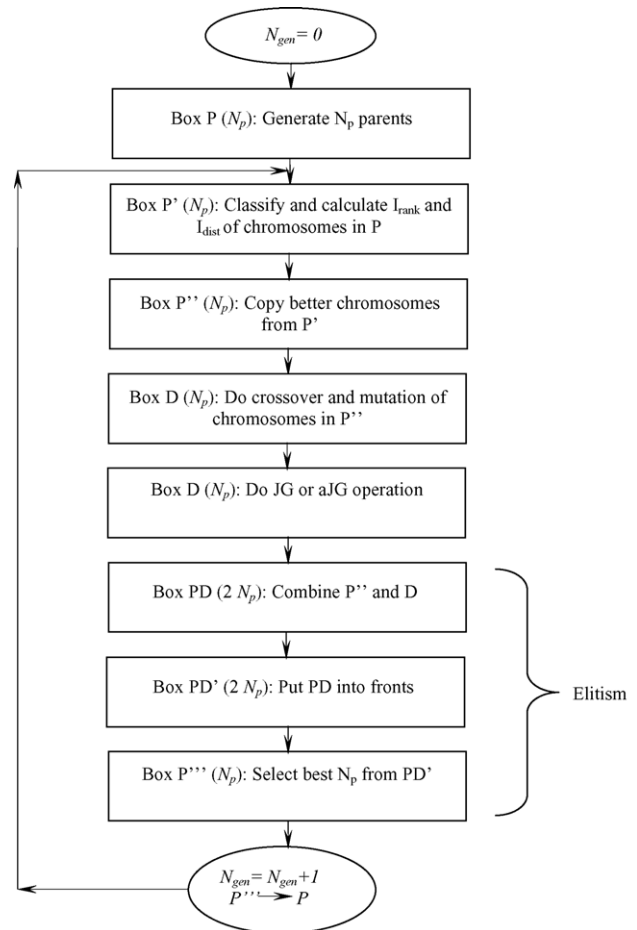 N_gen = 0
Box P (N_p): Generate N_p parents
Box P' (N_p): Classify and calculate I_rank and
I_dist of chromosomes in P
Box P'' (N_p): Copy better chromosomes
from P'
Box D (N_p): Do crossover and mutation of
chromosomes in P''
Box D (N_p): Do JG or aJG operation
Box PD (2 N_p): Combine P'' and D
Box PD' (2 N_p): Put PD into fronts
Elitism
Box P''' (N_p): Select best N_p from PD'
N_gen = N_gen+1
P''' → P